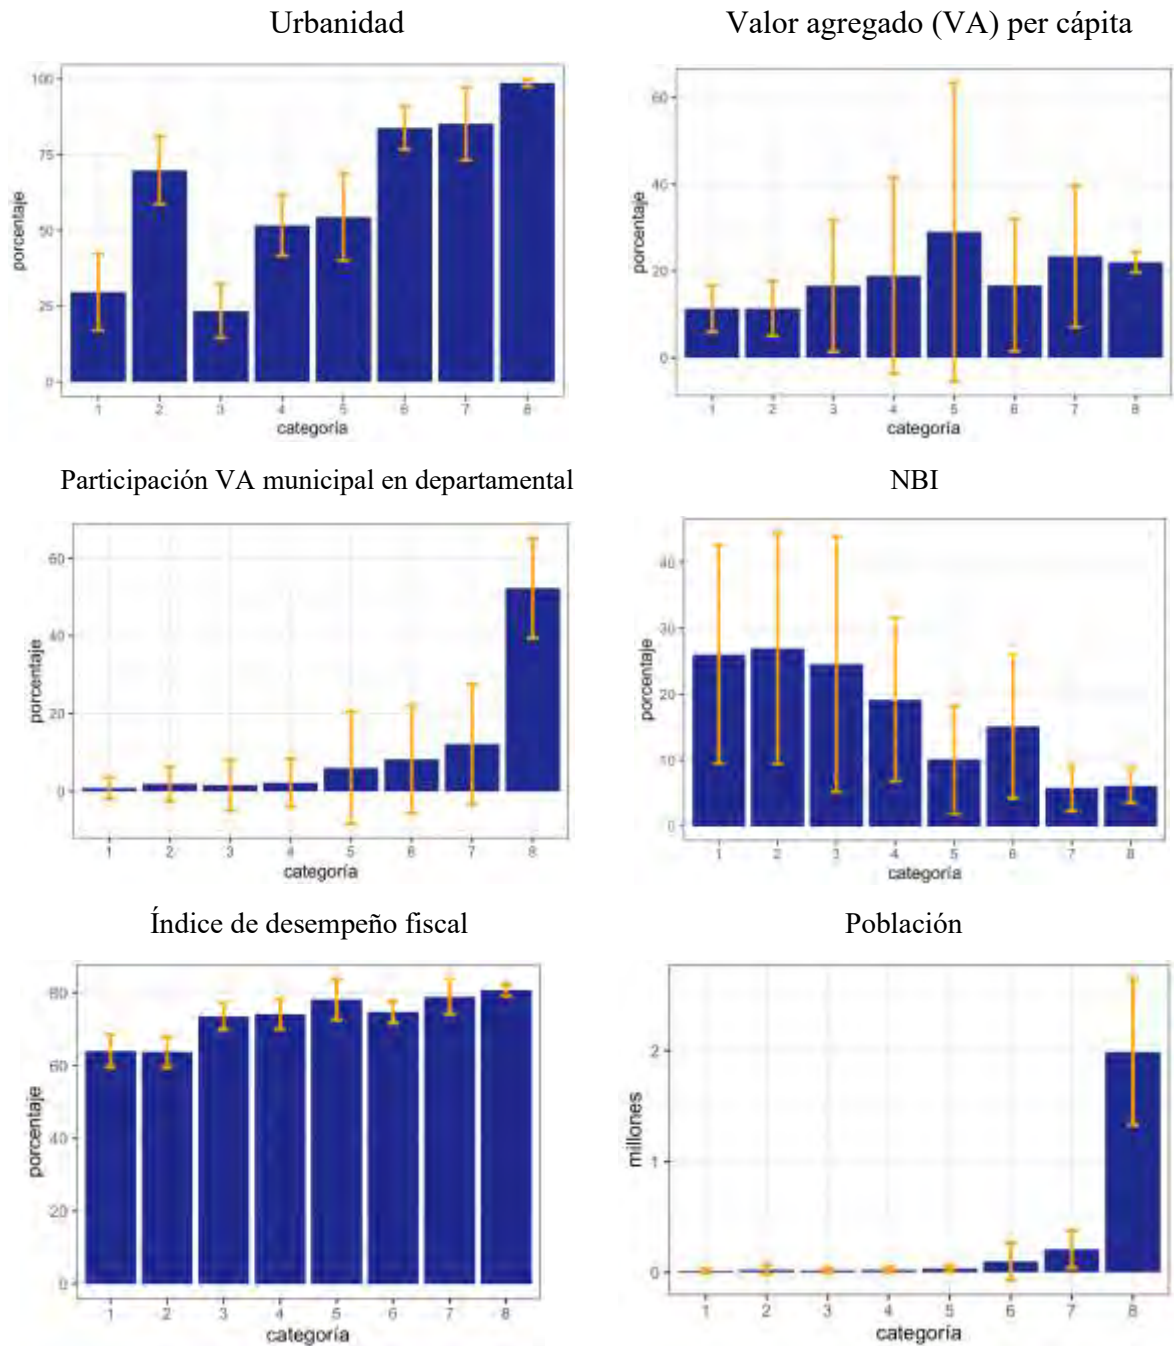 Urbanidad
100
75
50
25
0
porcentaje
1 2 3 4 5 6 7 8
categoría
Valor agregado (VA) per cápita
60
40
20
0
porcentaje
1 2 3 4 5 6 7 8
categoría
Participación VA municipal en departamental
60
40
20
0
porcentaje
1 2 3 4 5 6 7 8
categoría
NBI
40
30
20
10
0
porcentaje
1 2 3 4 5 6 7 8
categoría
Índice de desempeño fiscal
80
60
40
20
0
porcentaje
1 2 3 4 5 6 7 8
categoría
Población
2
1
0
millones
1 2 3 4 5 6 7 8
categoría